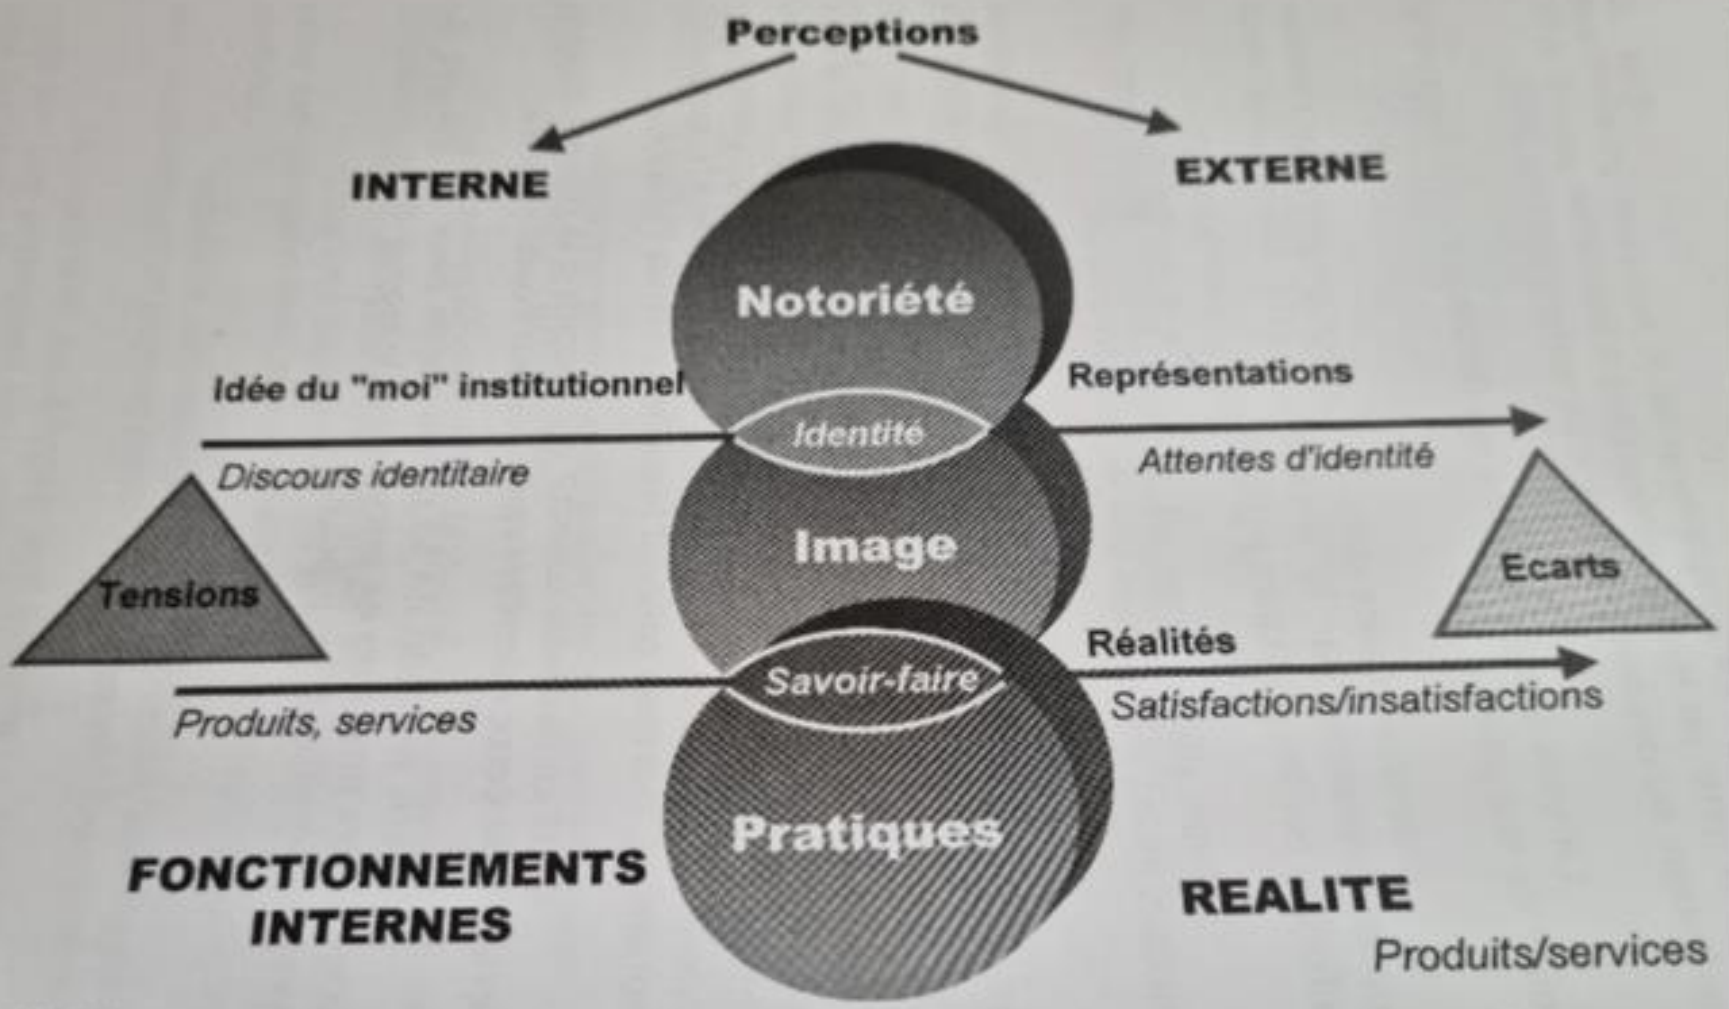 Perceptions
INTERNE
EXTERNE
Notoriété
Idée du "moi" institutionnel
Représentations
Identité
Discours identitaire
Attentes d'identité
Image
Tensions
Ecarts
Réalités
Savoir-faire
Produits, services
Satisfactions/insatisfactions
Pratiques
FONCTIONNEMENTS
INTERNES
REALITE
Produits/services